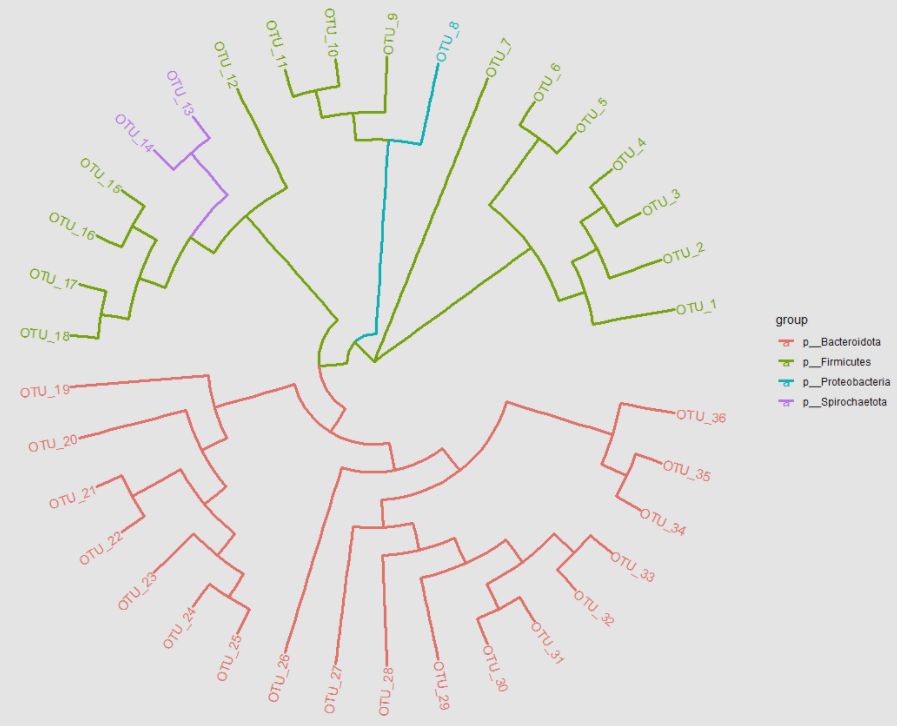 OTU_1
OTU_2
OTU_3
OTU_4
OTU_5
OTU_6
OTU_7
OTU_8
OTU_9
OTU_10
OTU_11
OTU_12
OTU_13
OTU_14
OTU_15
OTU_16
OTU_17
OTU_18
OTU_19
OTU_20
OTU_21
OTU_22
OTU_23
OTU_24
OTU_25
OTU_26
OTU_27
OTU_28
OTU_29
OTU_30
OTU_31
OTU_32
OTU_33
OTU_34
OTU_35
OTU_36
group
a p__Bacteroidota
a p__Firmicutes
a p__Proteobacteria
a p__Spirochaetota